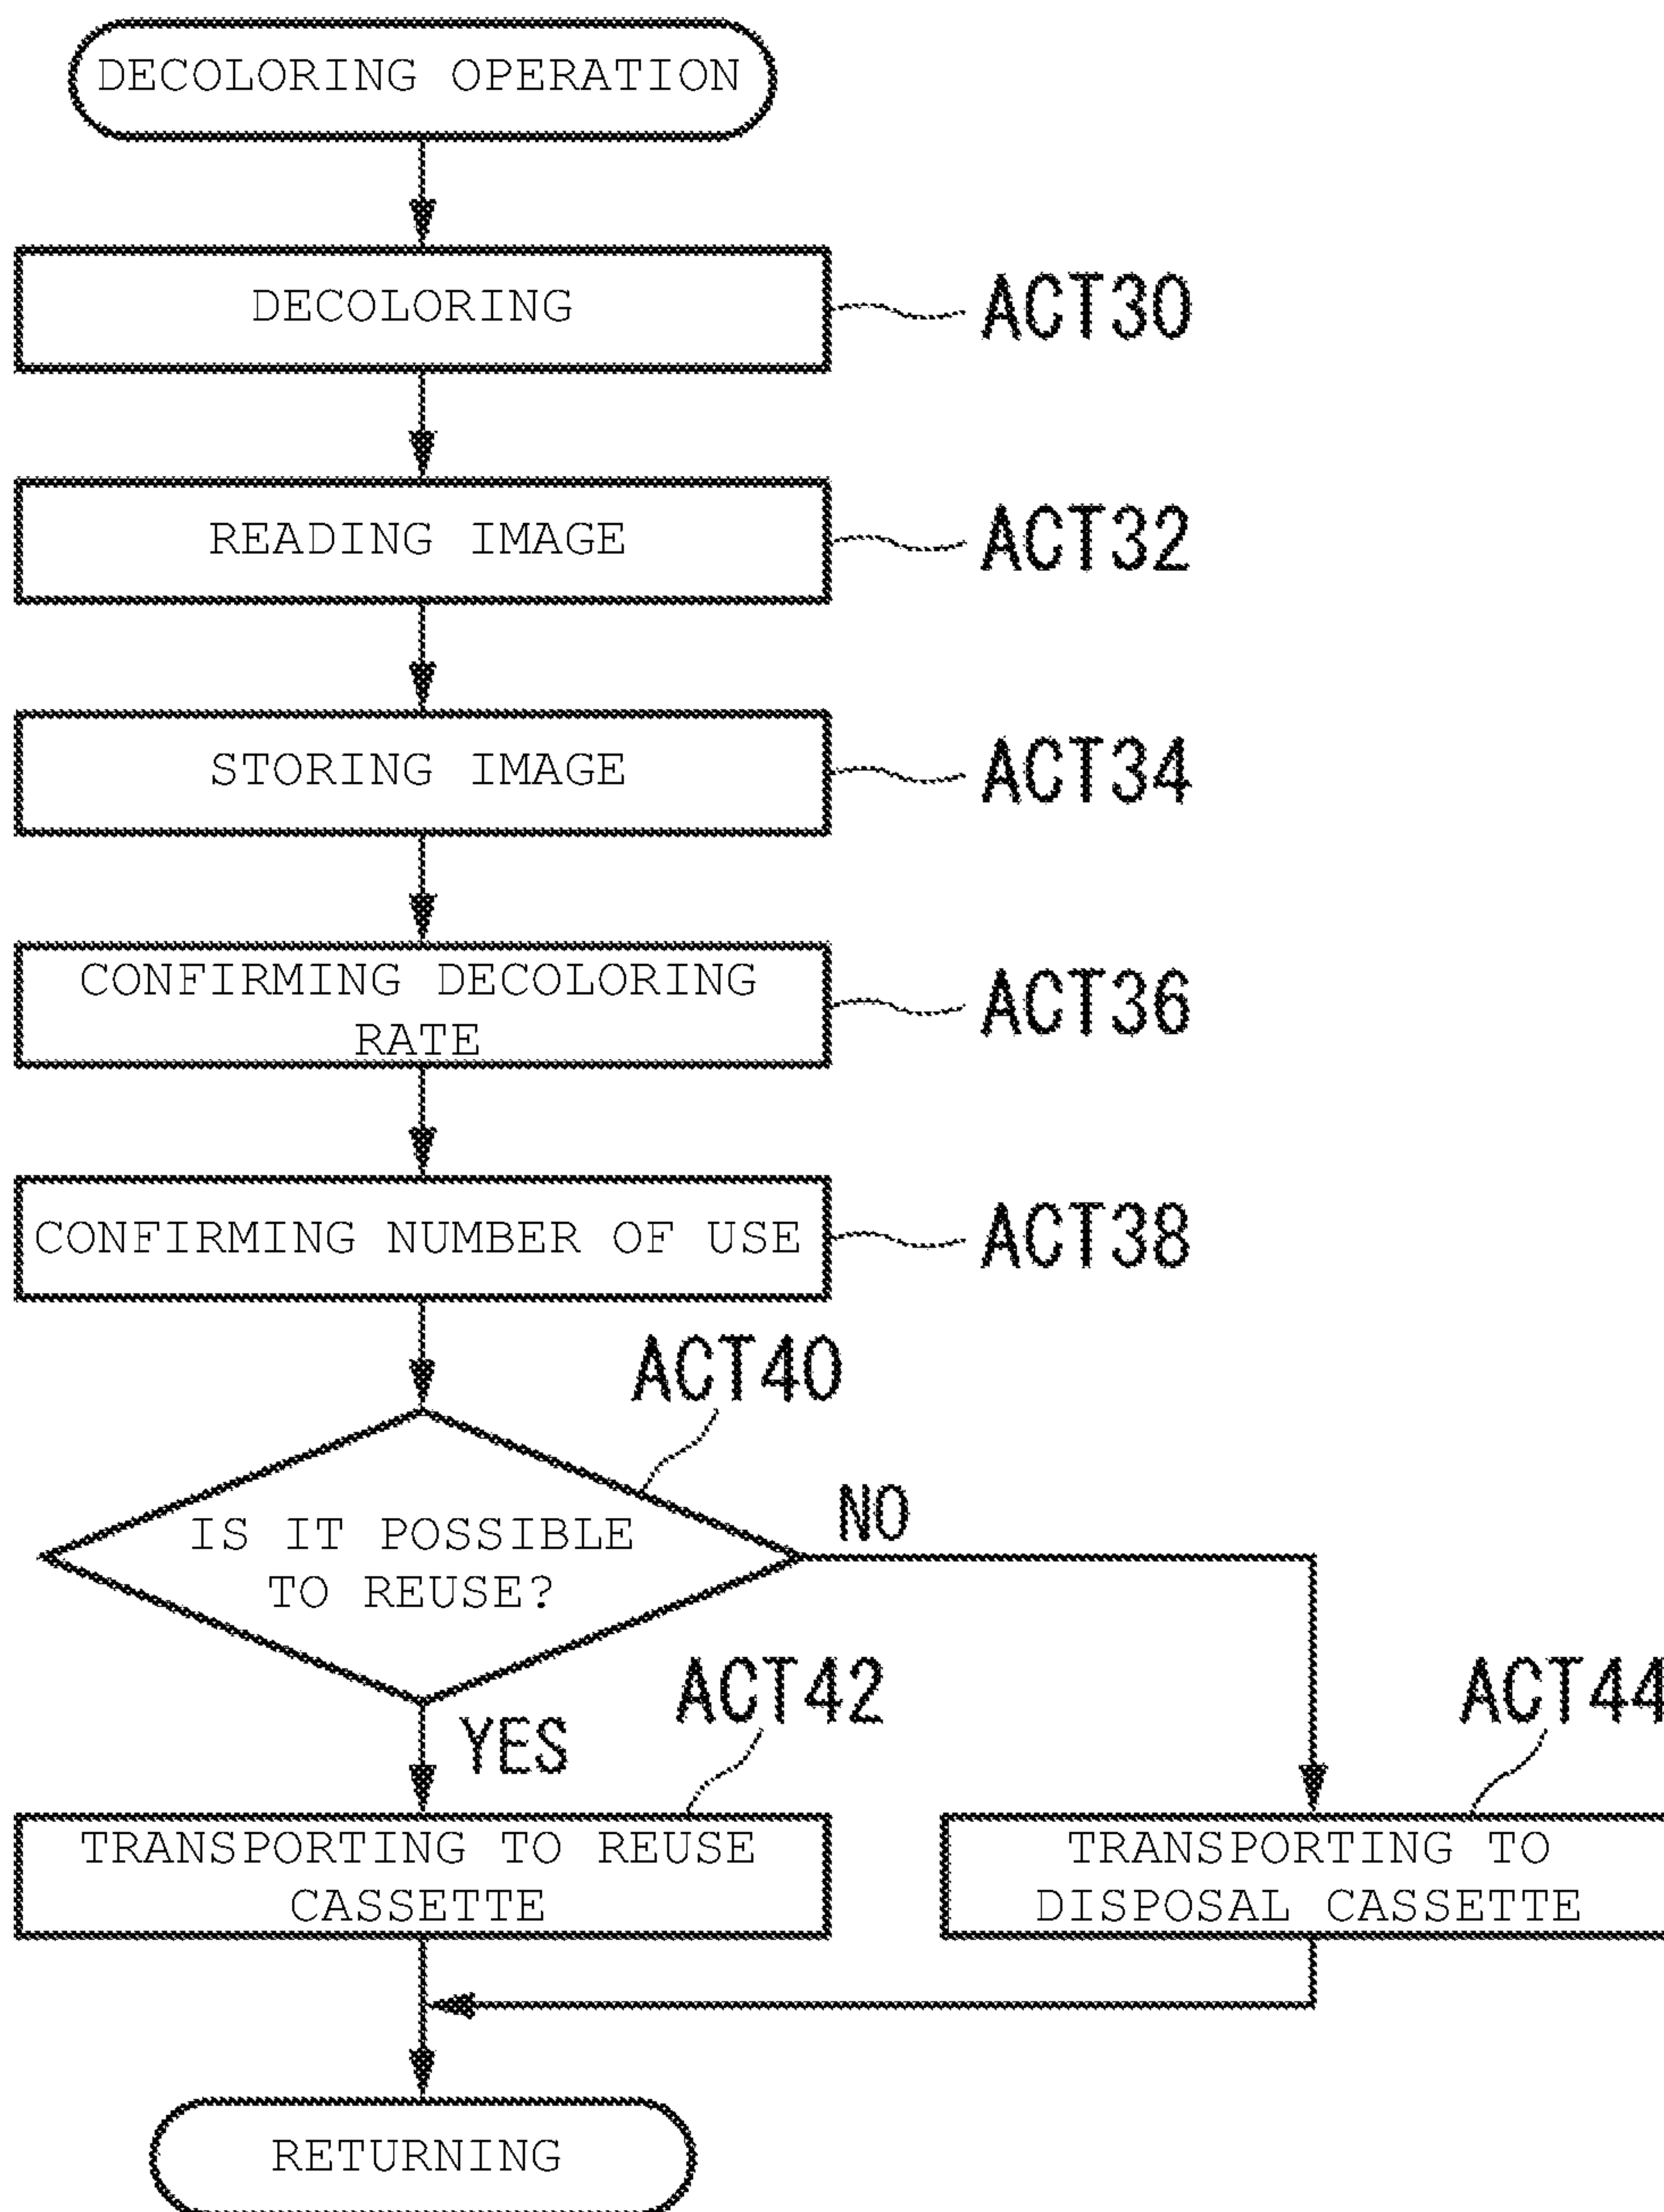 DECOLORING OPERATION
DECOLORING
ACT30
READING IMAGE
ACT32
STORING IMAGE
ACT34
CONFIRMING DECOLORING
RATE
ACT36
CONFIRMING NUMBER OF USE
ACT38
ACT40
IS IT POSSIBLE
TO REUSE?
NO
YES
ACT42
ACT44
TRANSPORTING TO REUSE
CASSETTE
TRANSPORTING TO
DISPOSAL CASSETTE
RETURNING